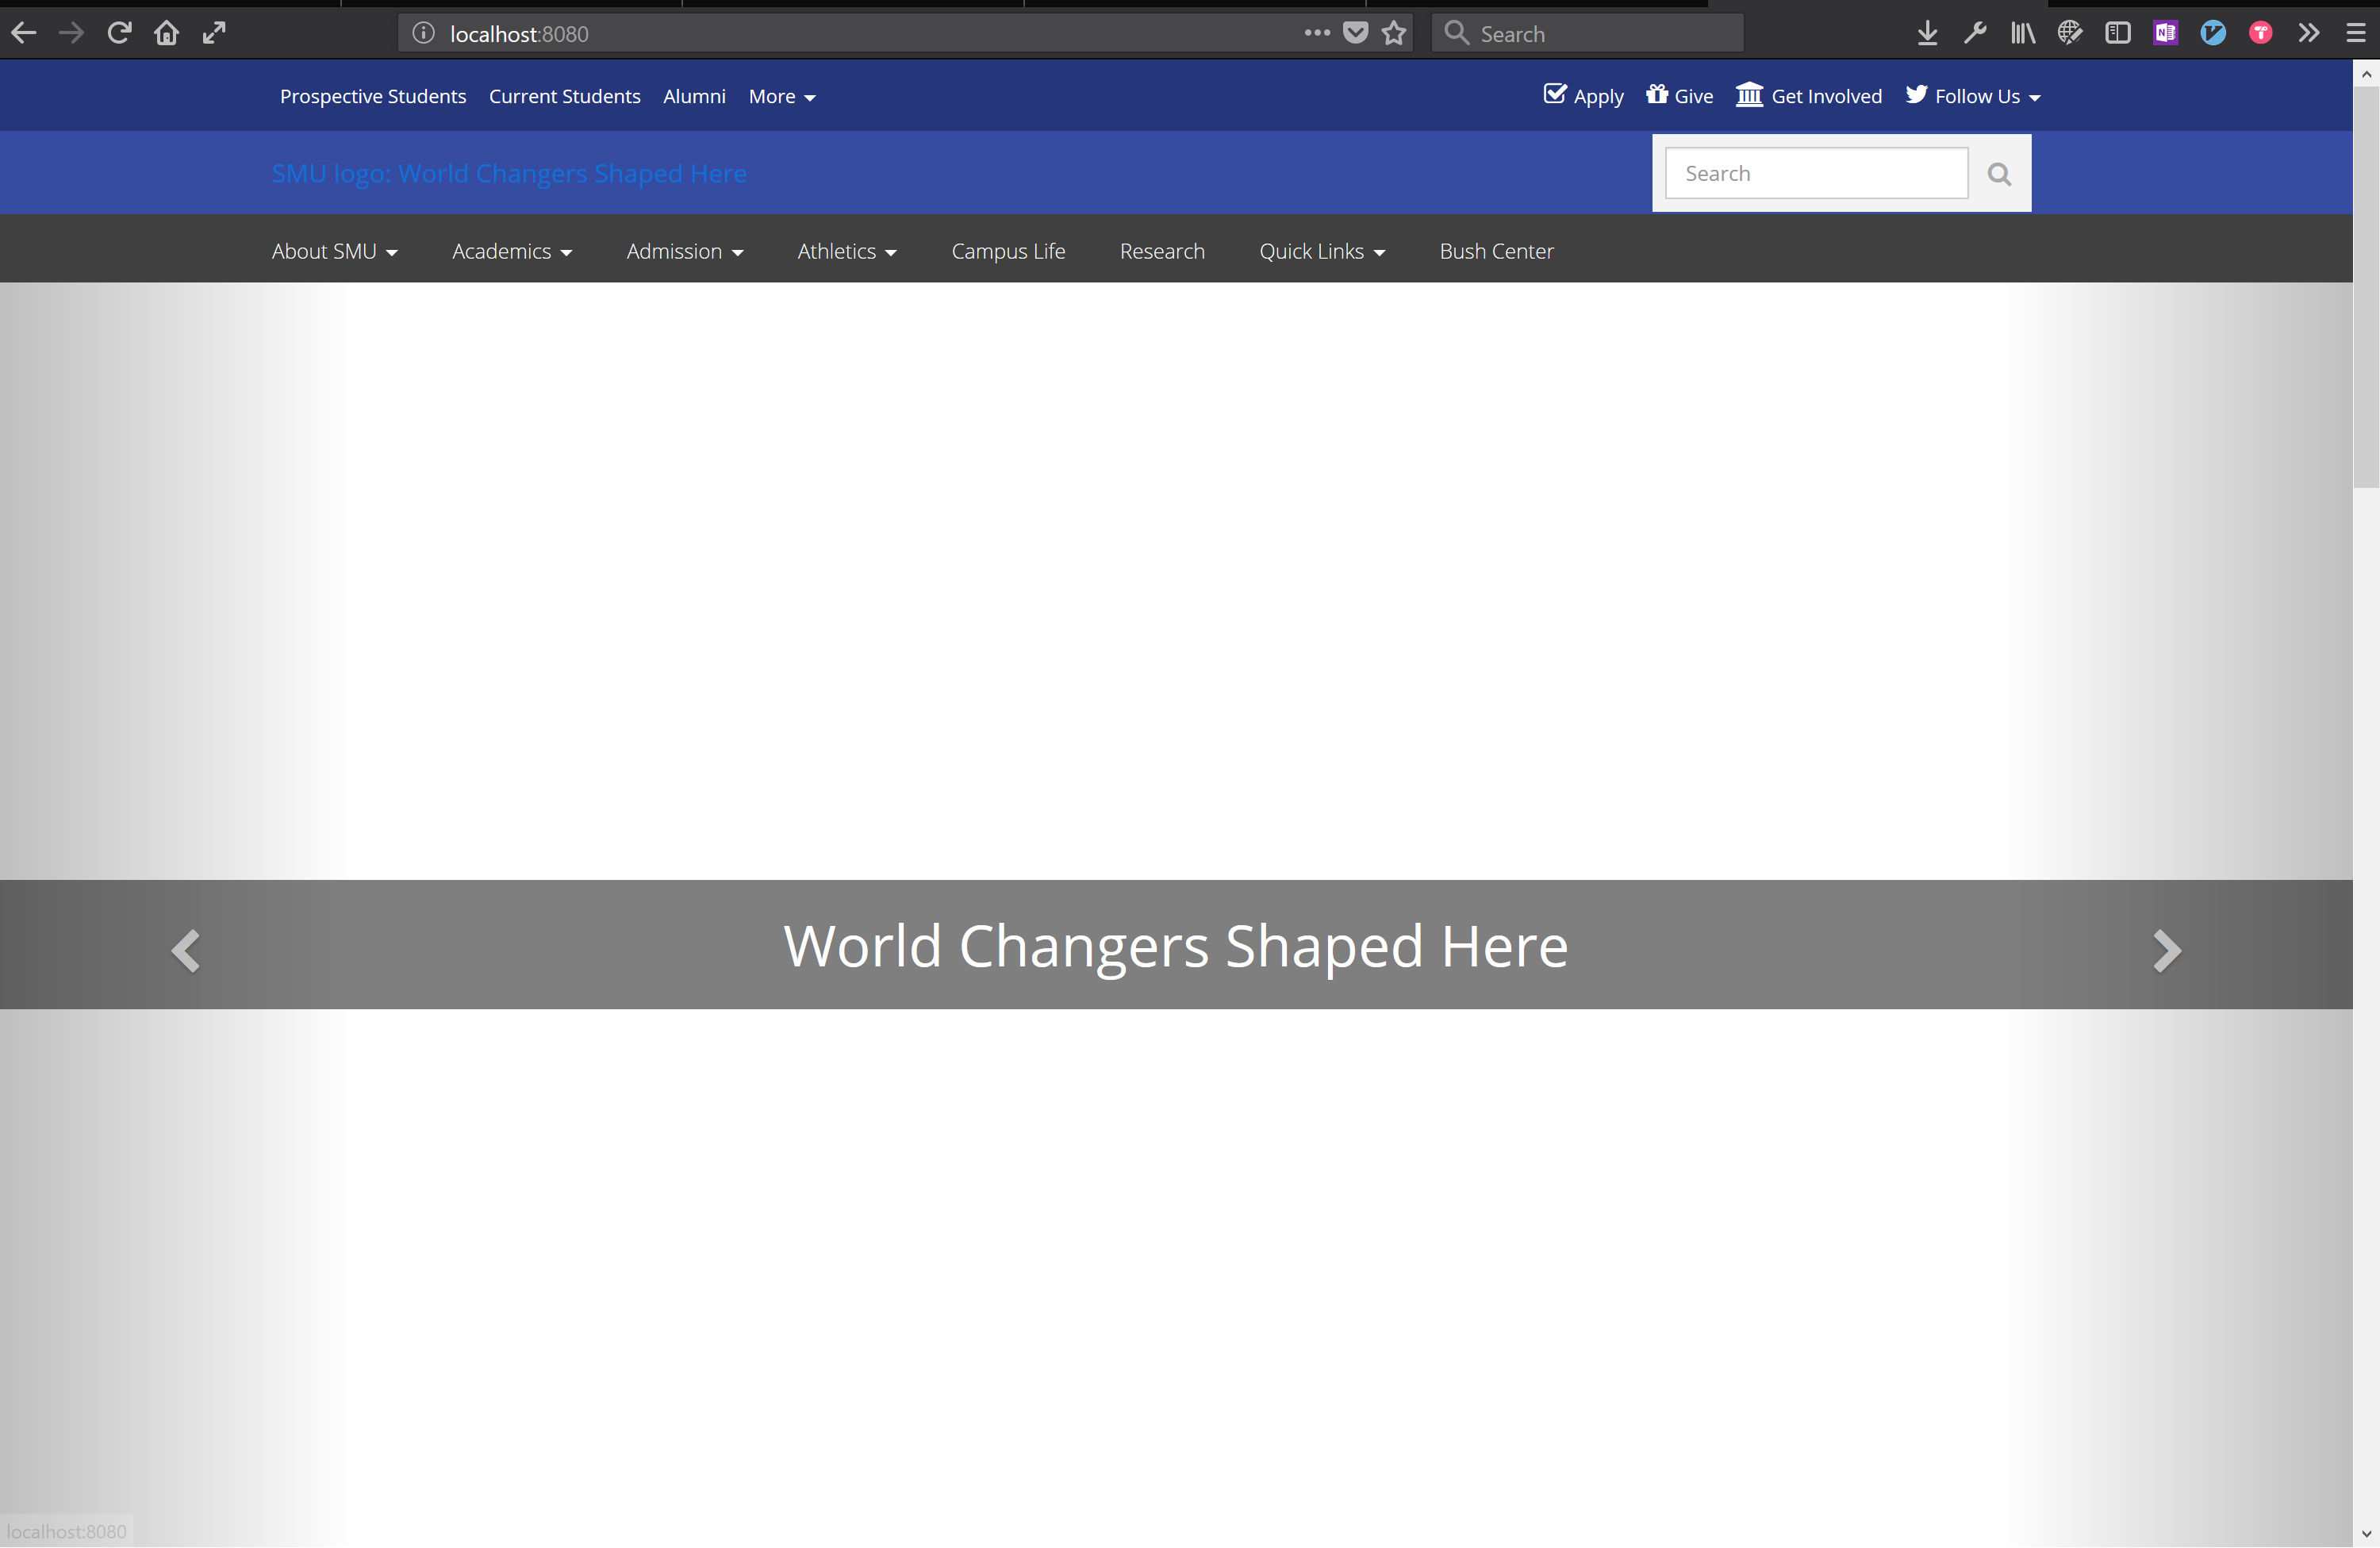 localhost:8080
Search
Prospective Students Current Students Alumni More Apply Give Get Involved Follow Us
SMU logo: World Changers Shaped Here
Search
About SMU Academics Admission Athletics Campus Life Research Quick Links Bush Center
World Changers Shaped Here
localhost:8080